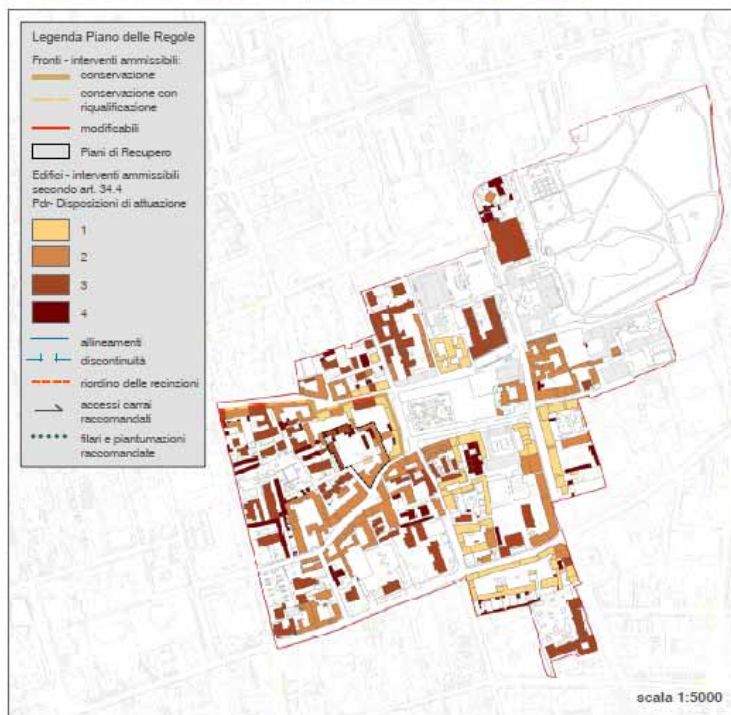 Legenda Piano delle Regole
Fronti - interventi ammissibili:
conservazione
conservazione con
riqualificazione
modificabili
Piani di Recupero
Edifici - interventi ammissibili
secondo art. 34.4
Pdr- Disposizioni di attuazione
1
2
3
4
allineamenti
discontinuità
riordino delle recinzioni
accessi carrai
raccomandati
filari e piantumazioni
raccomandate
scala 1:5000